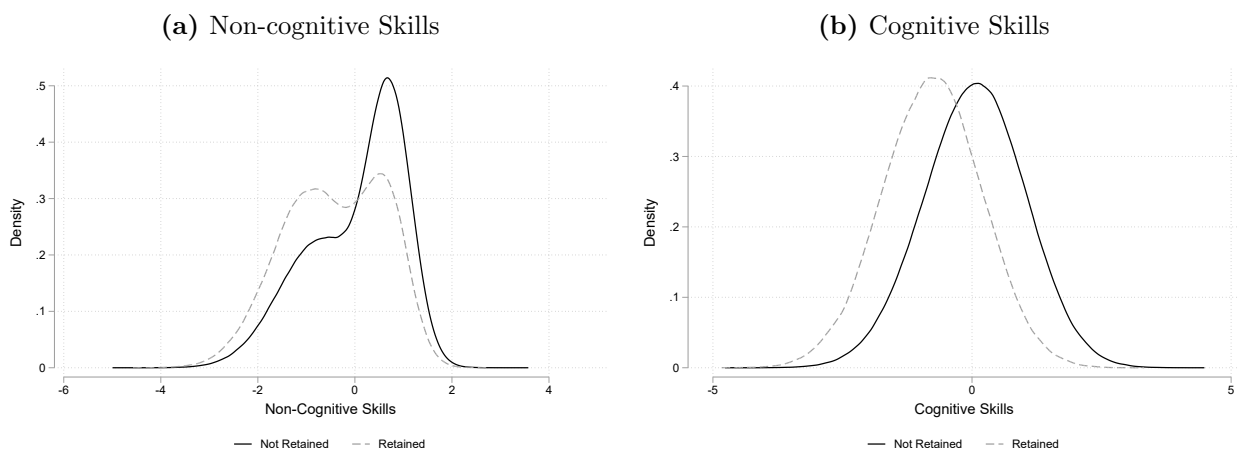 (a) Non-cognitive Skills
.5
.4
.3
.2
.1
0
Density
-6 -4 -2 0 2 4
Non-Cognitive Skills
Not Retained Retained
(b) Cognitive Skills
.4
.3
.2
.1
0
Density
-5 0 5
Cognitive Skills
Not Retained Retained